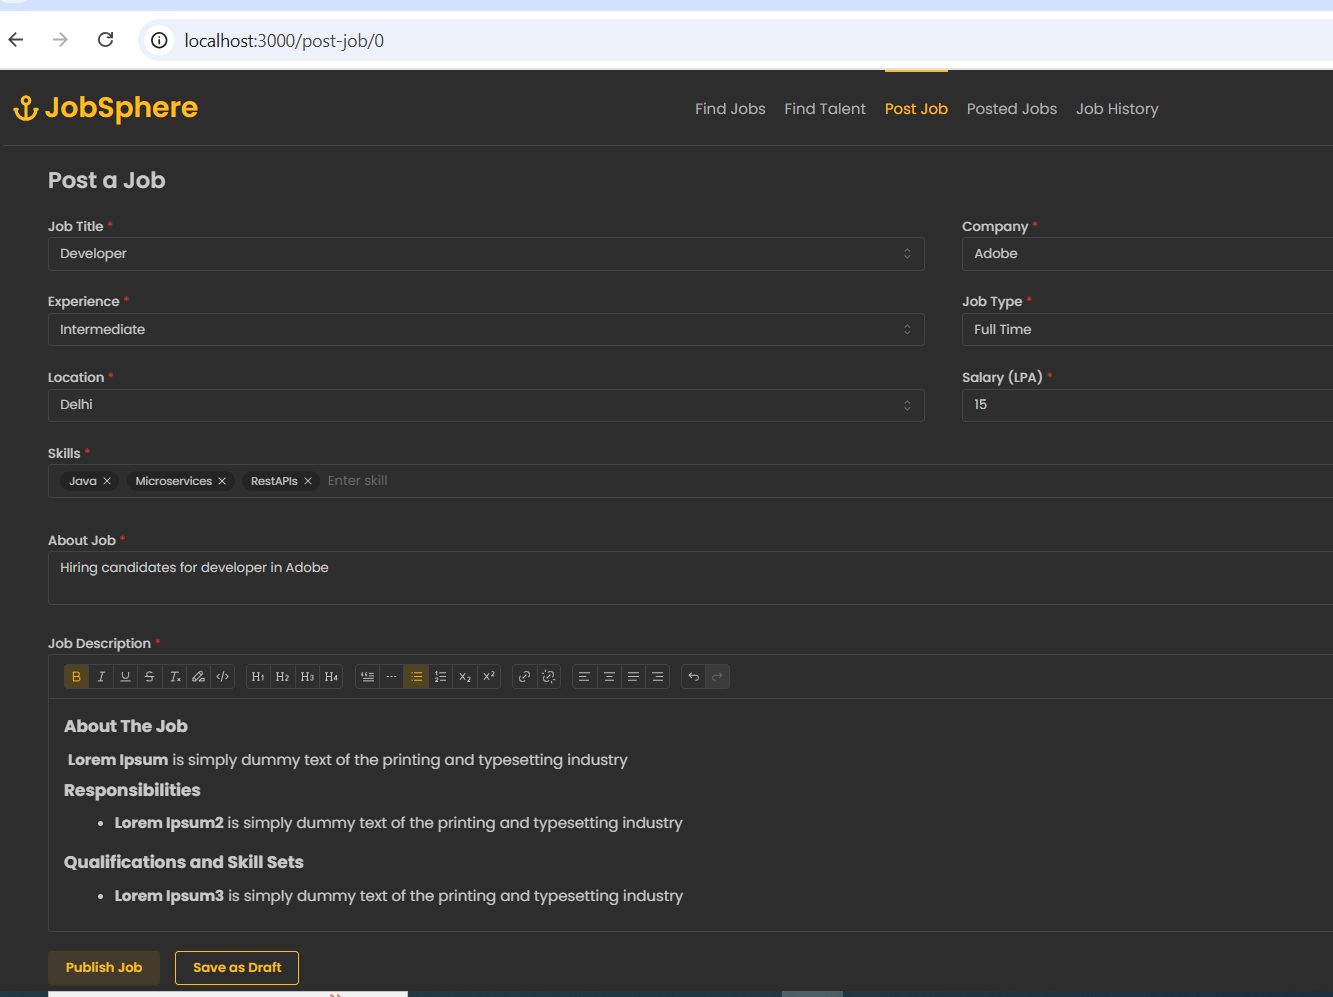 localhost:3000/post-job/0
JobSphere
Find Jobs Find Talent Post Job Posted Jobs Job History
Post a Job
Job Title * Company *
Developer Adobe
Experience * Job Type *
Intermediate Full Time
Location * Salary (LPA) *
Delhi 15
Skills *
Java × Microservices × RestAPIs × Enter skill
About Job *
Hiring candidates for developer in Adobe
Job Description *
B I U S Tx </> H1 H2 H3 H4 x2 x²
About The Job
Lorem Ipsum is simply dummy text of the printing and typesetting industry
Responsibilities
• Lorem Ipsum2 is simply dummy text of the printing and typesetting industry
Qualifications and Skill Sets
• Lorem Ipsum3 is simply dummy text of the printing and typesetting industry
Publish Job Save as Draft